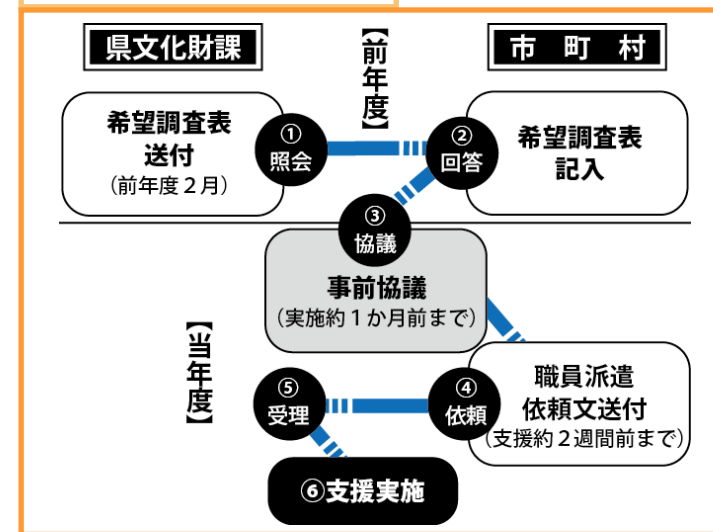 県文化財課
【前年度】
市町村
希望調査表
送付
(前年度２月)
①
照会
②
回答
希望調査表
記入
③
協議
事前協議
(実施約１か月前まで)
【当年度】
職員派遣
依頼文送付
(支援約２週間前まで)
④
依頼
⑤
受理
⑥支援実施